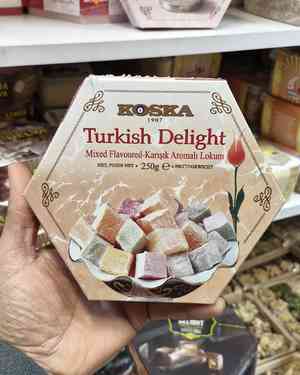 KOSKA
1907
Turkish Delight
Mixed Flavoured-Karışık Aromalı Lokum
250g ℮